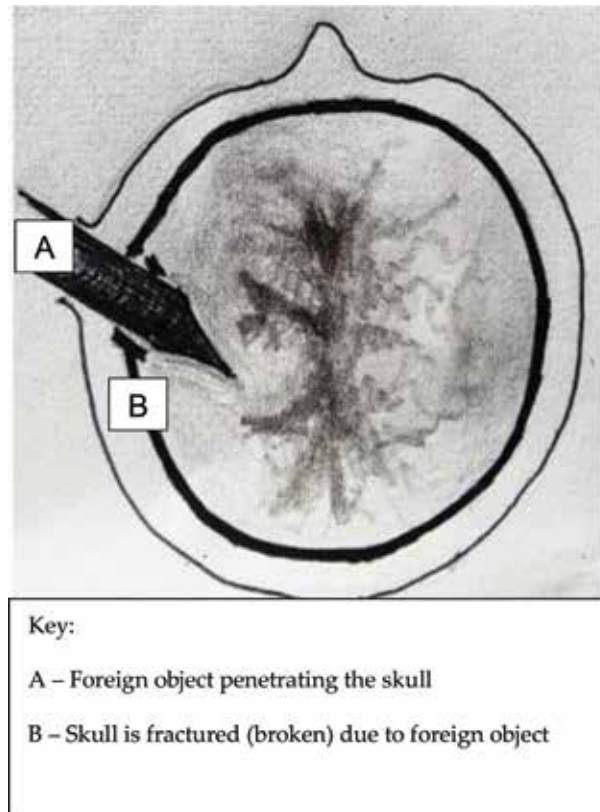 A
B
Key:
A – Foreign object penetrating the skull
B – Skull is fractured (broken) due to foreign object